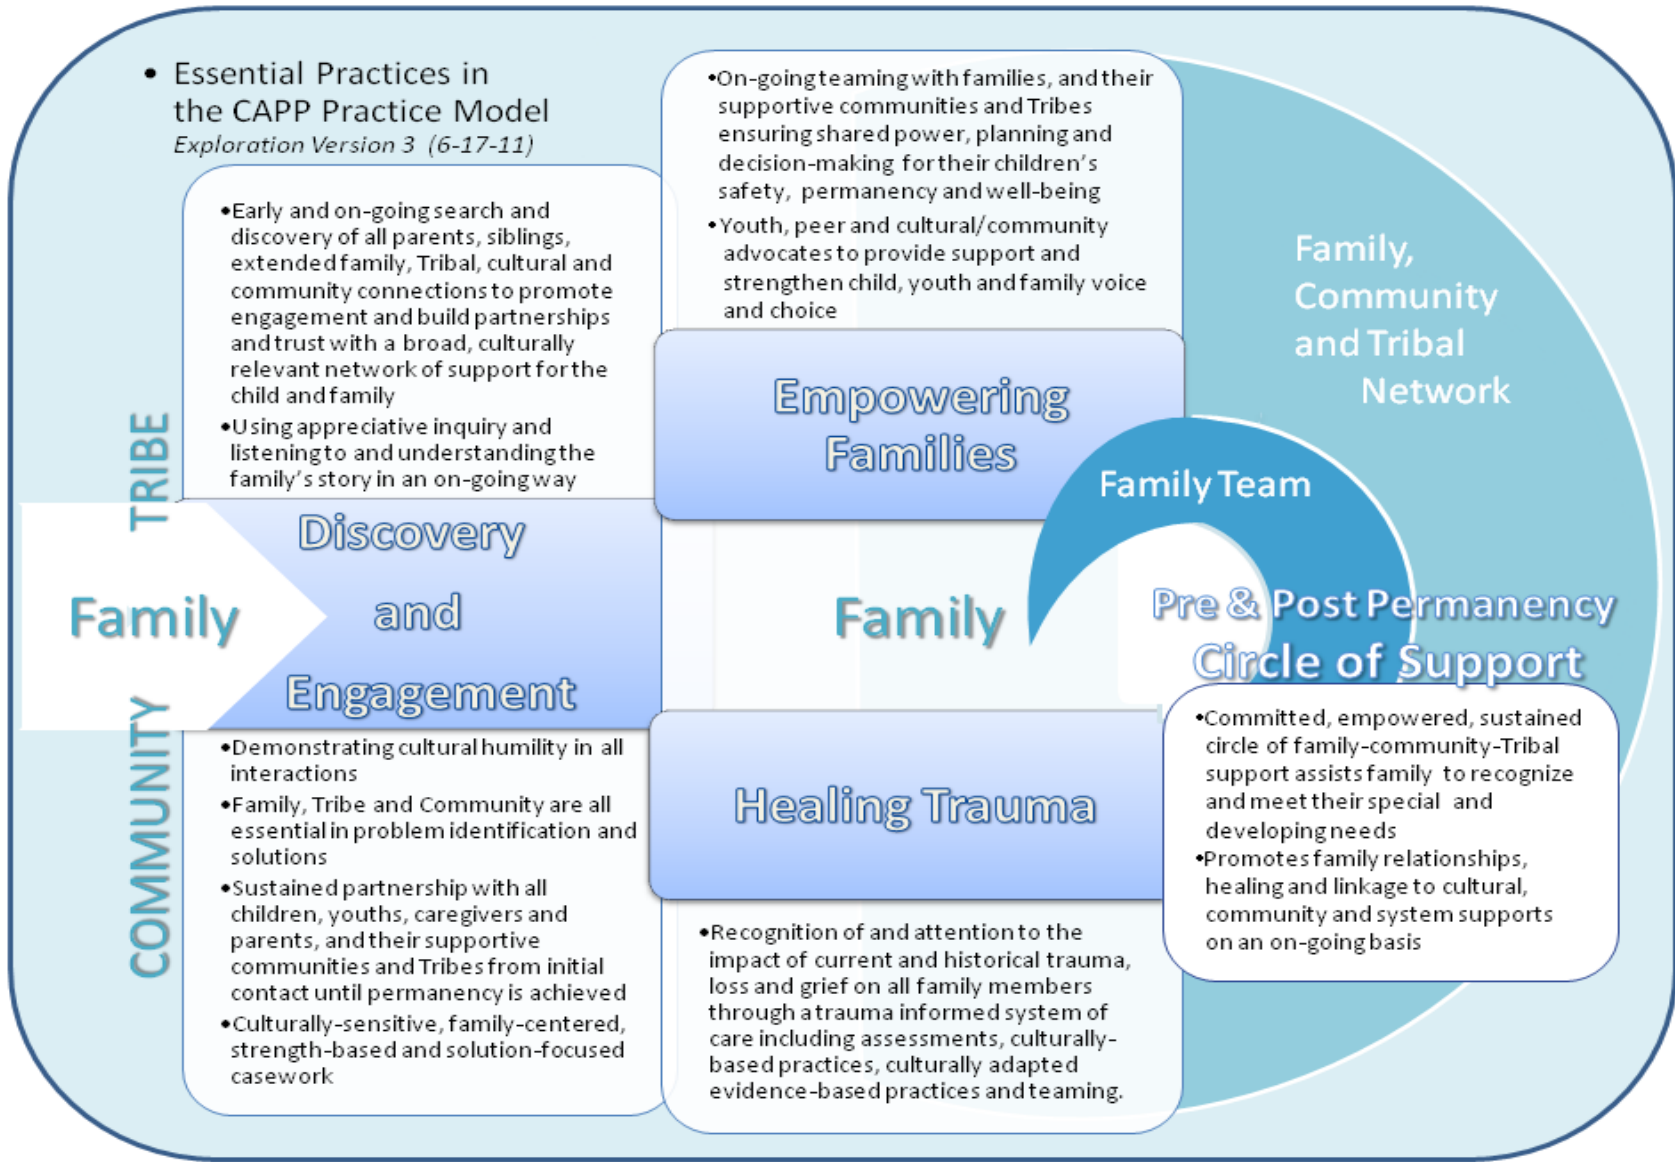 • Essential Practices in
the CAPP Practice Model
Exploration Version 3 (6-17-11)
•Early and on-going search and
discovery of all parents, siblings,
extended family, Tribal, cultural and
community connections to promote
engagement and build partnerships
and trust with a broad, culturally
relevant network of support for the
child and family
•Using appreciative inquiry and
listening to and understanding the
family's story in an on-going way
TRIBE
Family
COMMUNITY
Discovery
and
Engagement
•Demonstrating cultural humility in all
interactions
•Family, Tribe and Community are all
essential in problem identification and
solutions
•Sustained partnership with all
children, youths, caregivers and
parents, and their supportive
communities and Tribes from initial
contact until permanency is achieved
•Culturally-sensitive, family-centered,
strength-based and solution-focused
casework
•On-going teaming with families, and their
supportive communities and Tribes
ensuring shared power, planning and
decision-making for their children's
safety, permanency and well-being
•Youth, peer and cultural/community
advocates to provide support and
strengthen child, youth and family voice
and choice
Empowering
Families
Family
Healing Trauma
•Recognition of and attention to the
impact of current and historical trauma,
loss and grief on all family members
through a trauma informed system of
care including assessments, culturally-
based practices, culturally adapted
evidence-based practices and teaming.
Family,
Community
and Tribal
Network
Family Team
Pre & Post Permanency
Circle of Support
•Committed, empowered, sustained
circle of family-community-Tribal
support assists family to recognize
and meet their special and
developing needs
•Promotes family relationships,
healing and linkage to cultural,
community and system supports
on an on-going basis